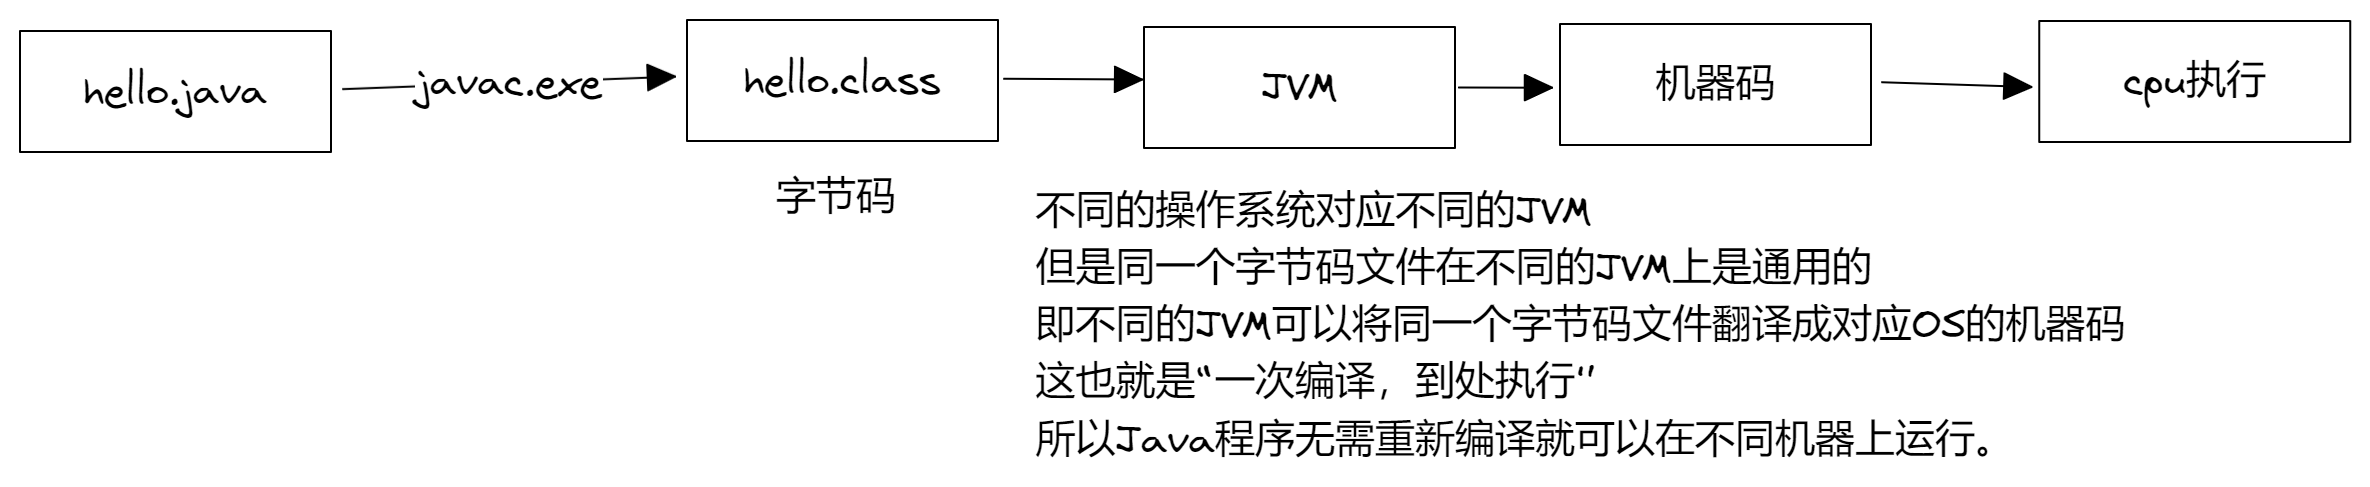 hello.java
javac.exe
hello.class
JVM
机器码
cpu执行
字节码
不同的操作系统对应不同的JVM
但是同一个字节码文件在不同的JVM上是通用的
即不同的JVM可以将同一个字节码文件翻译成对应OS的机器码
这也就是“一次编译，到处执行”
所以Java程序无需重新编译就可以在不同机器上运行。